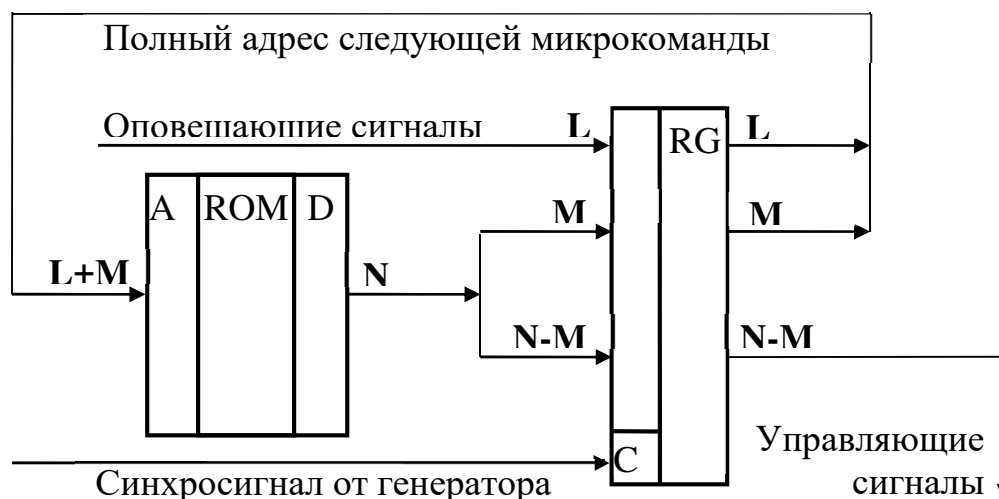 Полный адрес следующей микрокоманды
Оповещающие сигналы
L
RG
L
A
ROM
D
M
M
L+M
N
N-M
N-M
C
Управляющие
сигналы
Синхросигнал от генератора